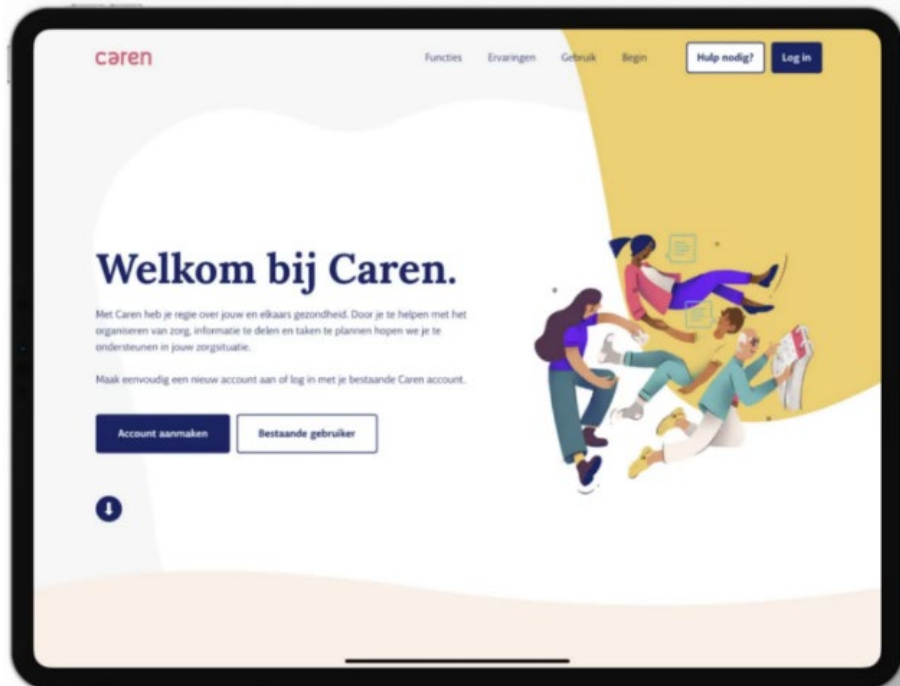 caren
Functies Ervaringen Gebruik Begin Hulp nodig? Log in
Welkom bij Caren.
Met Caren heb je regie over jouw en elkaars gezondheid. Door je te helpen met het
organiseren van zorg, informatie te delen en taken te plannen hopen we je te
ondersteunen in jouw zorgsituatie.
Maak eenvoudig een nieuw account aan of log in met je bestaande Caren account.
Account aanmaken Bestaande gebruiker